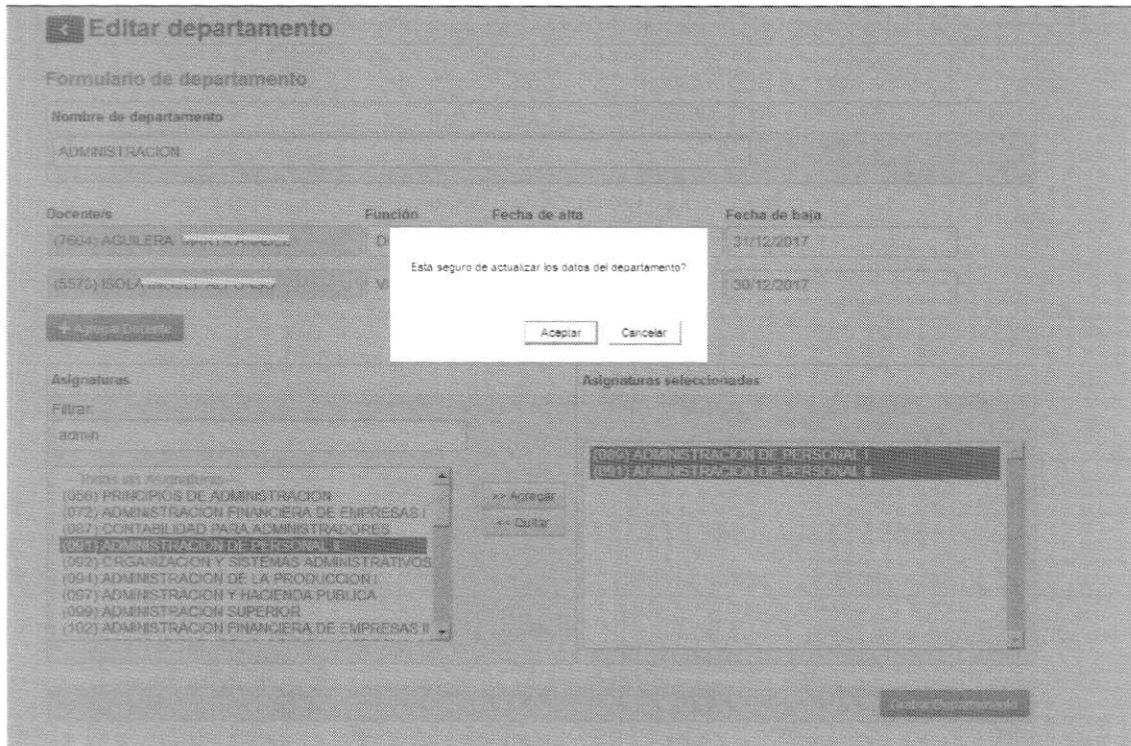 Editar departamento
Formulario de departamento
Nombre de departamento
ADMINISTRACION
Docente/s Función Fecha de alta Fecha de baja
(7604) AGUILERA 31/12/2017
(5573) ISOLA 30/12/2017
Esta seguro de actualizar los datos del departamento?
Aceptar Cancelar
+ Agregar Docente
Asignaturas Asignaturas seleccionadas
Filtrar:
admin
Todas las Asignaturas
(056) PRINCIPIOS DE ADMINISTRACION
(072) ADMINISTRACION FINANCIERA DE EMPRESAS I
(087) CONTABILIDAD PARA ADMINISTRADORES
(091) ADMINISTRACION DE PERSONAL II
(092) ORGANIZACION Y SISTEMAS ADMINISTRATIVOS
(094) ADMINISTRACION DE LA PRODUCCION I
(097) ADMINISTRACION Y HACIENDA PUBLICA
(099) ADMINISTRACION SUPERIOR
(102) ADMINISTRACION FINANCIERA DE EMPRESAS II
>> Agregar
<< Quitar
ADMINISTRACION DE PERSONAL I
(091) ADMINISTRACION DE PERSONAL II
Grabar Departamento